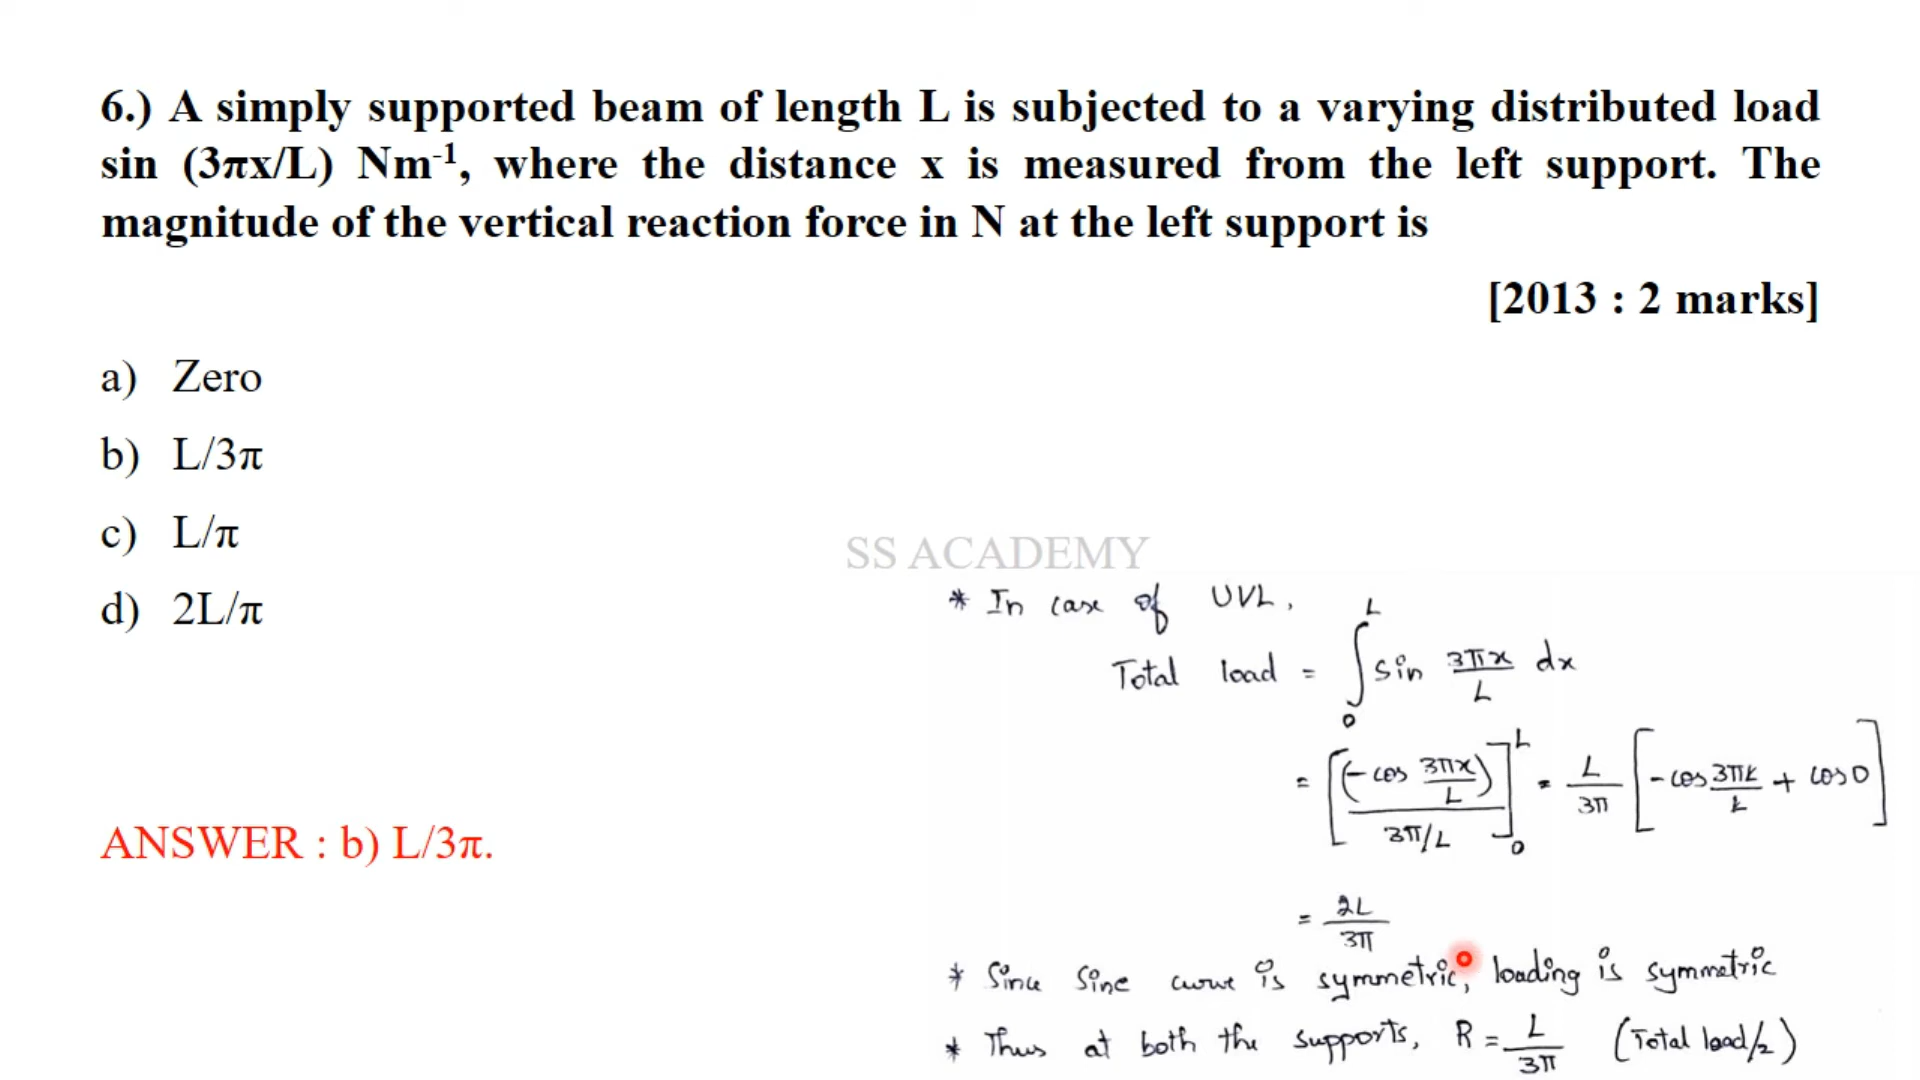 6.) A simply supported beam of length L is subjected to a varying distributed load
sin (3πx/L) Nm⁻¹, where the distance x is measured from the left support. The
magnitude of the vertical reaction force in N at the left support is
[2013 : 2 marks]
a) Zero
b) L/3π
c) L/π
d) 2L/π
SS ACADEMY
* In case of UVL,
Total load = ∫₀ᴸ sin 3πx/L dx
= [(-cos 3πx/L) / 3π/L]₀ᴸ = L/3π [-cos 3πL/L + cos 0]
= 2L/3π
* Since sine curve is symmetric, loading is symmetric
* Thus at both the supports, R = L/3π (Total load/2)
ANSWER : b) L/3π.